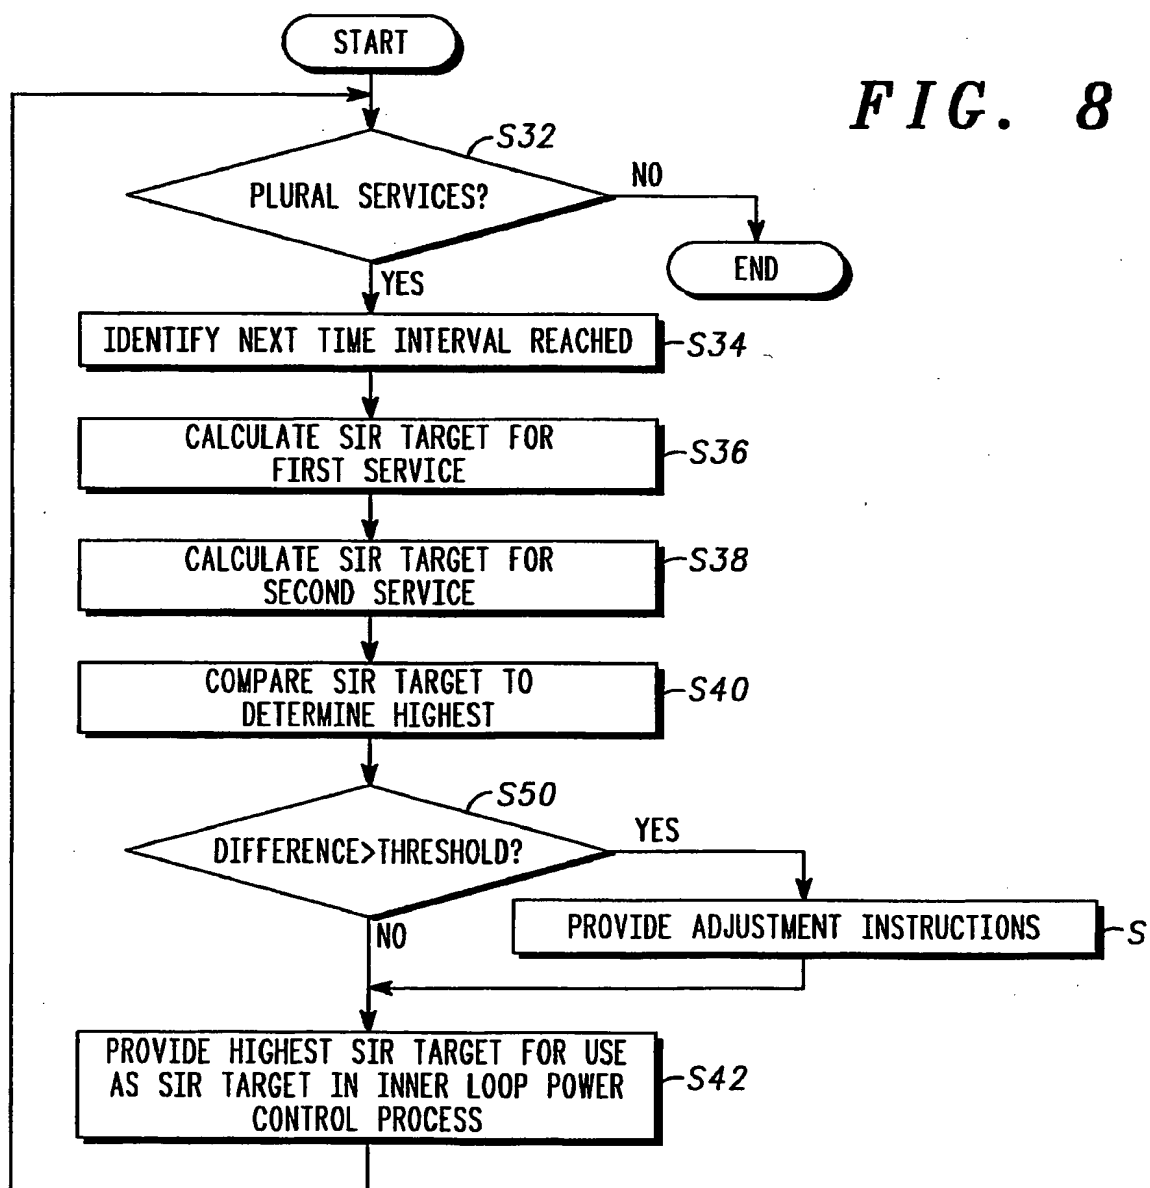 START
FIG. 8
S32
PLURAL SERVICES?
NO
END
YES
IDENTIFY NEXT TIME INTERVAL REACHED
S34
CALCULATE SIR TARGET FOR
FIRST SERVICE
S36
CALCULATE SIR TARGET FOR
SECOND SERVICE
S38
COMPARE SIR TARGET TO
DETERMINE HIGHEST
S40
S50
DIFFERENCE>THRESHOLD?
YES
NO
PROVIDE ADJUSTMENT INSTRUCTIONS
S
PROVIDE HIGHEST SIR TARGET FOR USE
AS SIR TARGET IN INNER LOOP POWER
CONTROL PROCESS
S42